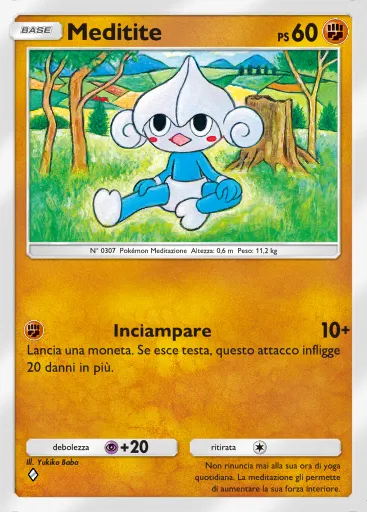 BASE Meditite PS 60
N° 0307 Pokémon Meditazione Altezza: 0,6 m Peso: 11,2 kg
Inciampare 10+
Lancia una moneta. Se esce testa, questo attacco infligge
20 danni in più.
debolezza +20 ritirata
Ill. Yukiko Baba
Non rinuncia mai alla sua ora di yoga
quotidiana. La meditazione gli permette
di aumentare la sua forza interiore.